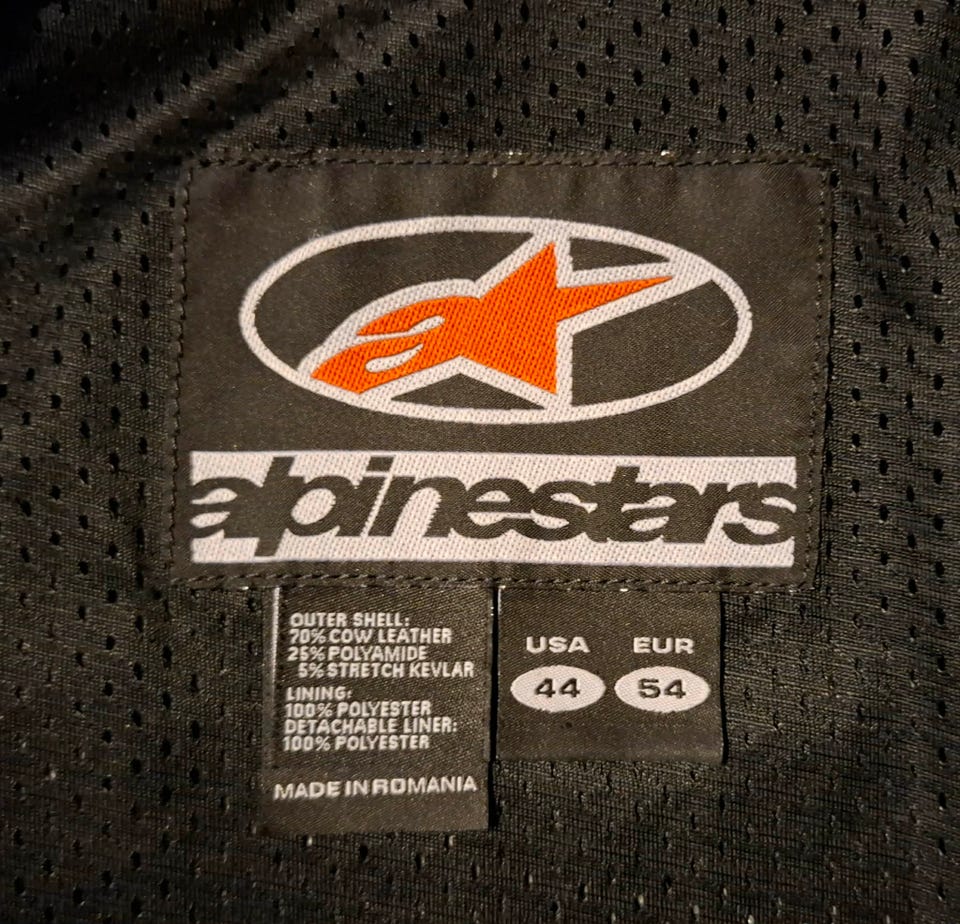 alpinestars
OUTER SHELL:
70% COW LEATHER
25% POLYAMIDE
5% STRETCH KEVLAR
LINING:
100% POLYESTER
DETACHABLE LINER:
100% POLYESTER
MADE IN ROMANIA
USA EUR
44 54